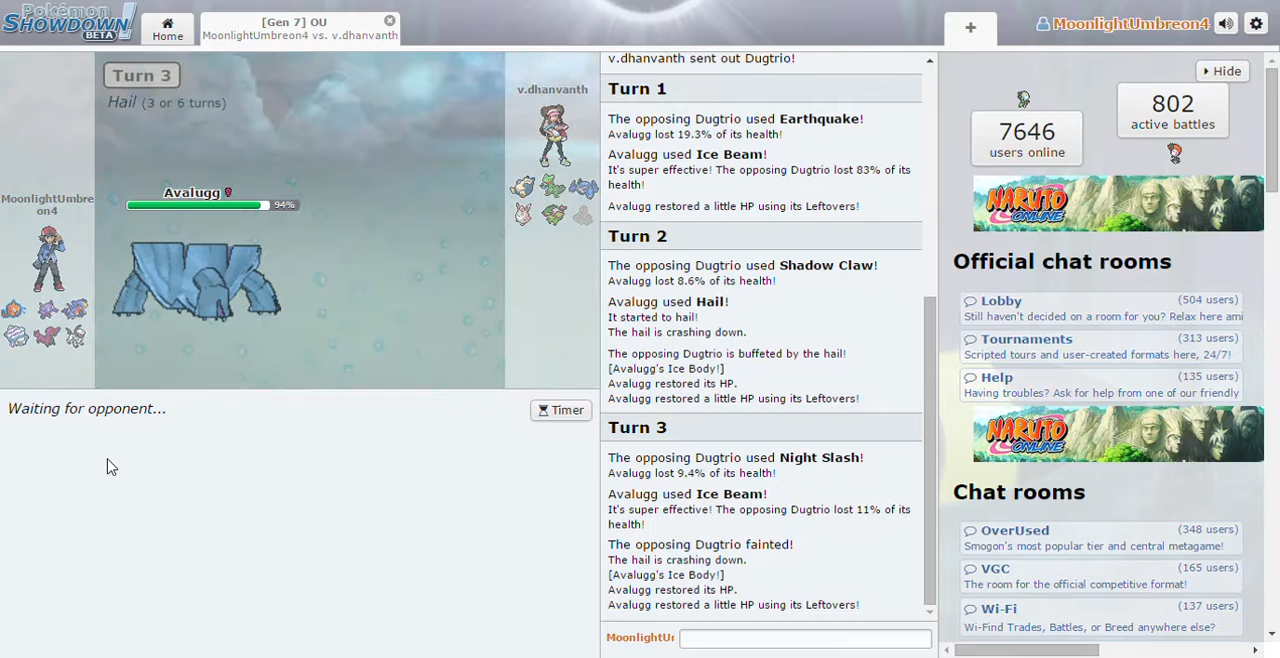 Pokémon
SHOWDOWN!
BETA
Home
[Gen 7] OU
MoonlightUmbreon4 vs. v.dhanvanth
+
MoonlightUmbreon4
Turn 3
Hail (3 or 6 turns)
v.dhanvanth
MoonlightUmbre
on4
Avalugg
94%
Waiting for opponent...
Timer
v.dhanvanth sent out Dugtrio!
Turn 1
The opposing Dugtrio used Earthquake!
Avalugg lost 19.3% of its health!
Avalugg used Ice Beam!
It's super effective! The opposing Dugtrio lost 83% of its
health!
Avalugg restored a little HP using its Leftovers!
Turn 2
The opposing Dugtrio used Shadow Claw!
Avalugg lost 8.6% of its health!
Avalugg used Hail!
It started to hail!
The hail is crashing down.
The opposing Dugtrio is buffeted by the hail!
[Avalugg's Ice Body!]
Avalugg restored its HP.
Avalugg restored a little HP using its Leftovers!
Turn 3
The opposing Dugtrio used Night Slash!
Avalugg lost 9.4% of its health!
Avalugg used Ice Beam!
It's super effective! The opposing Dugtrio lost 11% of its
health!
The opposing Dugtrio fainted!
The hail is crashing down.
[Avalugg's Ice Body!]
Avalugg restored its HP.
Avalugg restored a little HP using its Leftovers!
MoonlightUr
Hide
7646
users online
802
active battles
NARUTO
ONLINE
Official chat rooms
Lobby (504 users)
Still haven't decided on a room for you? Relax here ami
Tournaments (313 users)
Scripted tours and user-created formats here, 24/7!
Help (135 users)
Having troubles? Ask for help from one of our friendly
NARUTO
ONLINE
Chat rooms
OverUsed (348 users)
Smogon's most popular tier and central metagame!
VGC (165 users)
The room for the official competitive format!
Wi-Fi (137 users)
Wi-Find Trades, Battles, or Breed anywhere else?